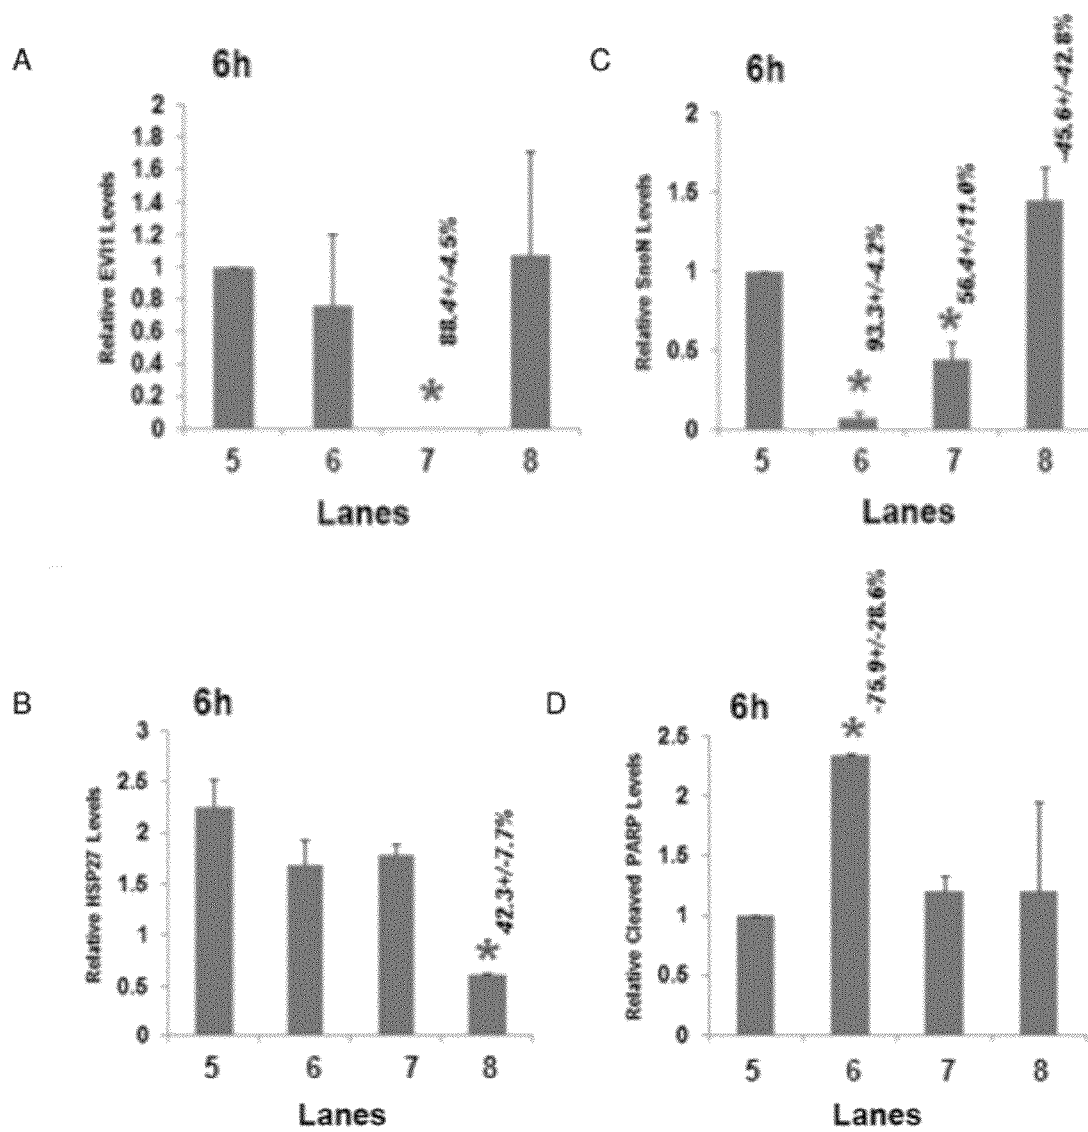 A
6h
Relative EVI1 Levels
2
1.8
1.6
1.4
1.2
1
0.8
0.6
0.4
0.2
0
88.4+/-4.5%
*
5 6 7 8
Lanes
C
6h
Relative SnoN Levels
2
1.5
1
0.5
0
93.3+/-4.2%
*
56.4+/-11.0%
*
-45.6+/-42.8%
5 6 7 8
Lanes
B
6h
Relative HSP27 Levels
3
2.5
2
1.5
1
0.5
0
42.3+/-7.7%
*
5 6 7 8
Lanes
D
6h
Relative Cleaved PARP Levels
2.5
2
1.5
1
0.5
0
-75.9+/-28.6%
*
5 6 7 8
Lanes